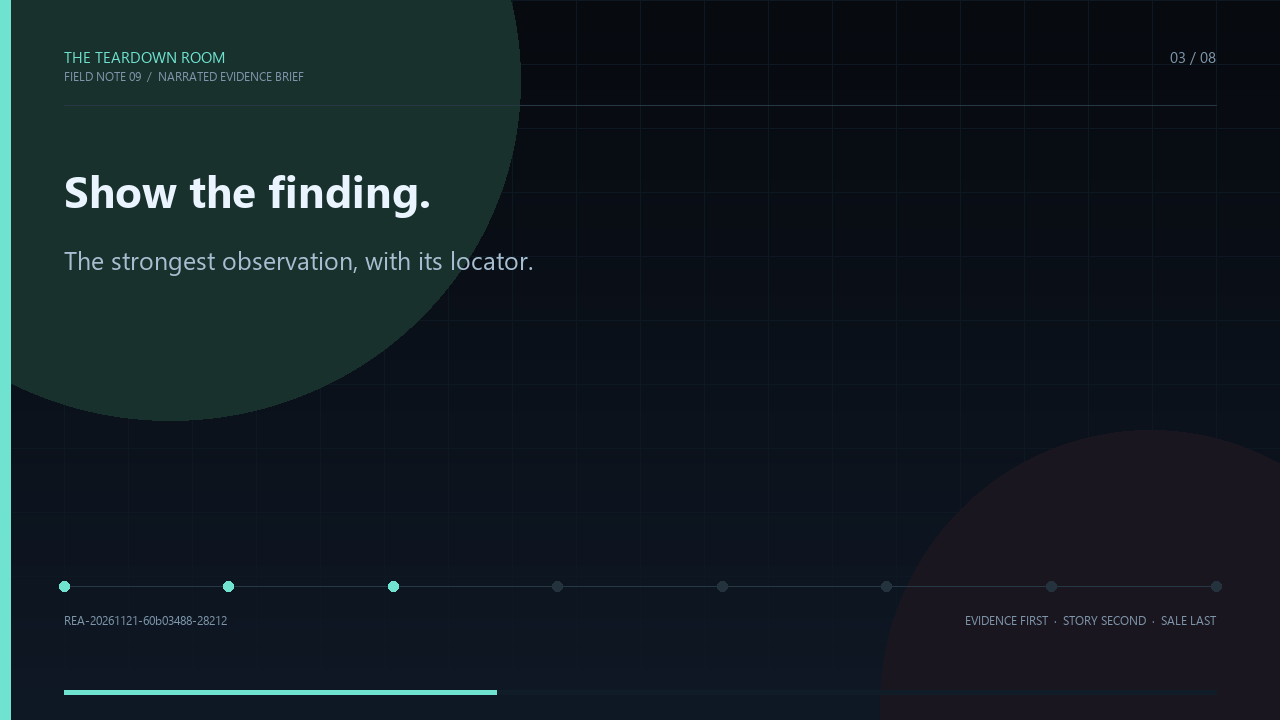 THE TEARDOWN ROOM
FIELD NOTE 09 / NARRATED EVIDENCE BRIEF
03 / 08
Show the finding.
The strongest observation, with its locator.
REA-20261121-60b03488-28212
EVIDENCE FIRST · STORY SECOND · SALE LAST